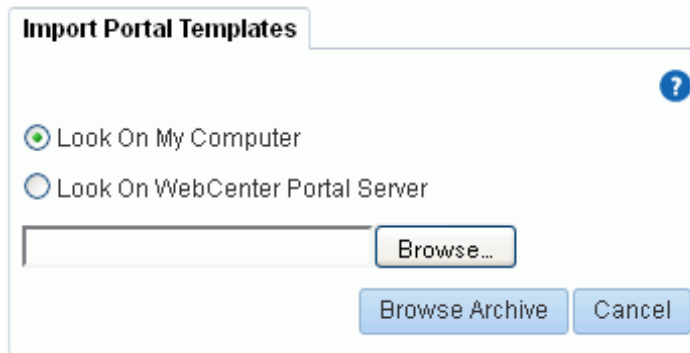 Import Portal Templates
?
Look On My Computer
Look On WebCenter Portal Server
Browse...
Browse Archive Cancel